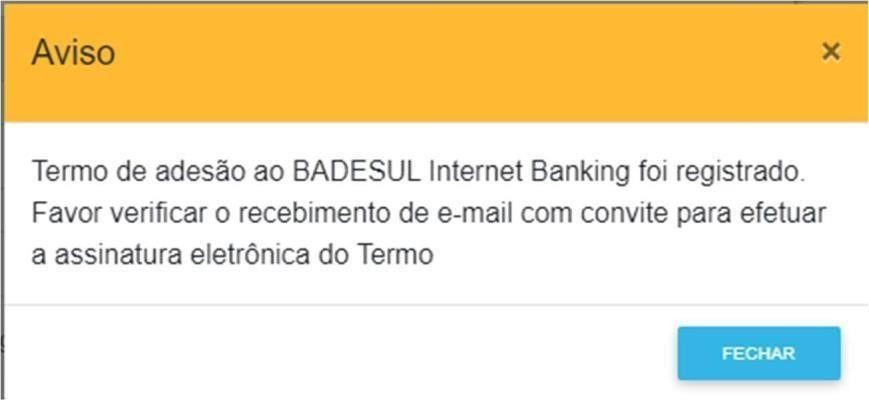 Aviso ×
Termo de adesão ao BADESUL Internet Banking foi registrado.
Favor verificar o recebimento de e-mail com convite para efetuar
a assinatura eletrônica do Termo
FECHAR